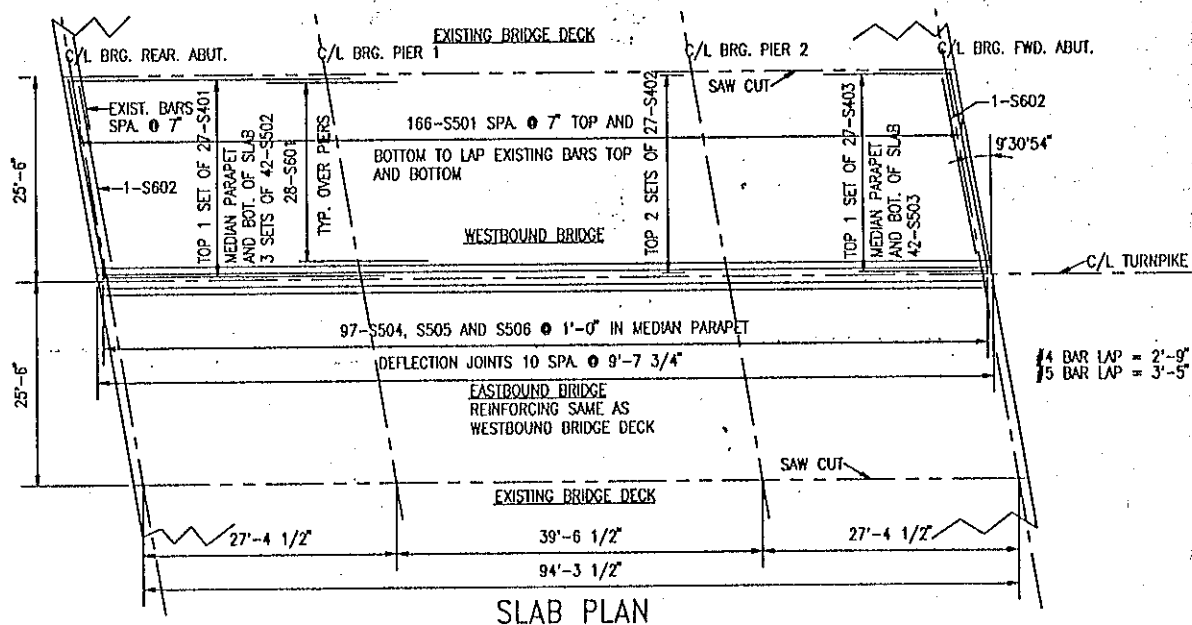 EXISTING BRIDGE DECK
C/L BRG. REAR. ABUT.
C/L BRG. PIER 1
C/L BRG. PIER 2
C/L BRG. FWD. ABUT.
SAW CUT
EXIST. BARS
SPA. @ 7"
1-S602
TOP 1 SET OF 27-S401
MEDIAN PARAPET
AND BOT. OF SLAB
3 SETS OF 42-S502
28-S601
TYP. OVER PIERS
166-S501 SPA. @ 7" TOP AND
BOTTOM TO LAP EXISTING BARS TOP
AND BOTTOM
TOP 2 SETS OF 27-S402
TOP 1 SET OF 27-S403
MEDIAN PARAPET
AND BOT. OF SLAB
42-S503
1-S602
9°30'54"
25'-6"
WESTBOUND BRIDGE
C/L TURNPIKE
97-S504, S505 AND S506 @ 1'-0" IN MEDIAN PARAPET
DEFLECTION JOINTS 10 SPA. @ 9'-7 3/4"
#4 BAR LAP = 2'-9"
#5 BAR LAP = 3'-5"
25'-6"
EASTBOUND BRIDGE
REINFORCING SAME AS
WESTBOUND BRIDGE DECK
SAW CUT
EXISTING BRIDGE DECK
27'-4 1/2"
39'-6 1/2"
27'-4 1/2"
94'-3 1/2"
SLAB PLAN